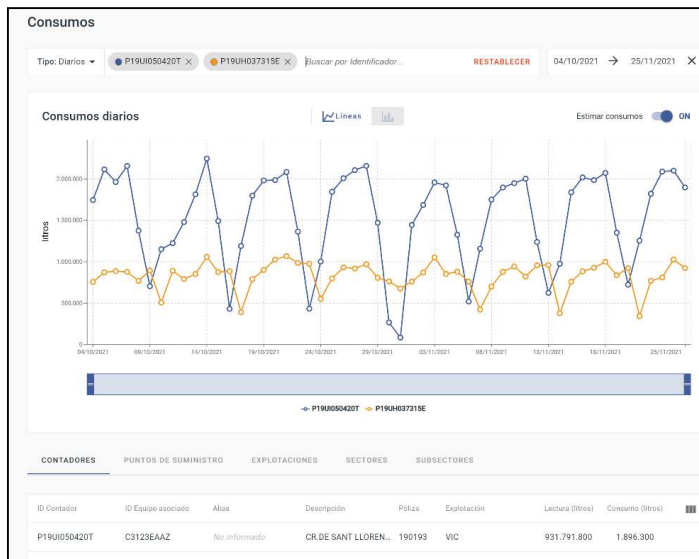 Consumos
Tipo: Diarios P19UI050420T P19UH037315E Buscar por Identificador... RESTABLECER 04/10/2021 → 25/11/2021
Consumos diarios Líneas Estimar consumos ON
litros
2.000.000
1.500.000
1.000.000
500.000
0
04/10/2021 09/10/2021 14/10/2021 19/10/2021 24/10/2021 29/10/2021 03/11/2021 08/11/2021 13/11/2021 18/11/2021 25/11/2021
P19UI050420T P19UH037315E
CONTADORES PUNTOS DE SUMINISTRO EXPLOTACIONES SECTORES SUBSECTORES
ID Contador ID Equipo asociado Alias Descripción Póliza Explotación Lectura (litros) Consumo (litros)
P19UI050420T C3123EAAZ No informado CR.DE SANT LLOREN... 190193 VIC 931.791.800 1.896.300